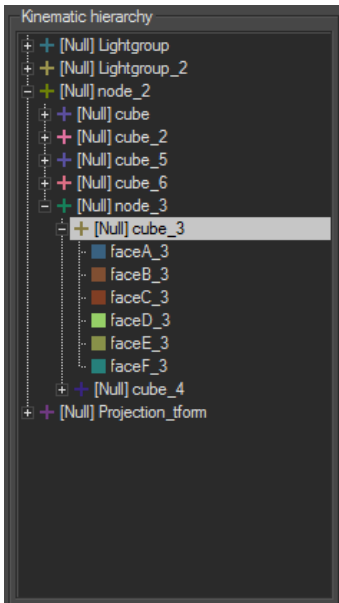 Kinematic hierarchy
[Null] Lightgroup
[Null] Lightgroup_2
[Null] node_2
[Null] cube
[Null] cube_2
[Null] cube_5
[Null] cube_6
[Null] node_3
[Null] cube_3
faceA_3
faceB_3
faceC_3
faceD_3
faceE_3
faceF_3
[Null] cube_4
[Null] Projection_tform